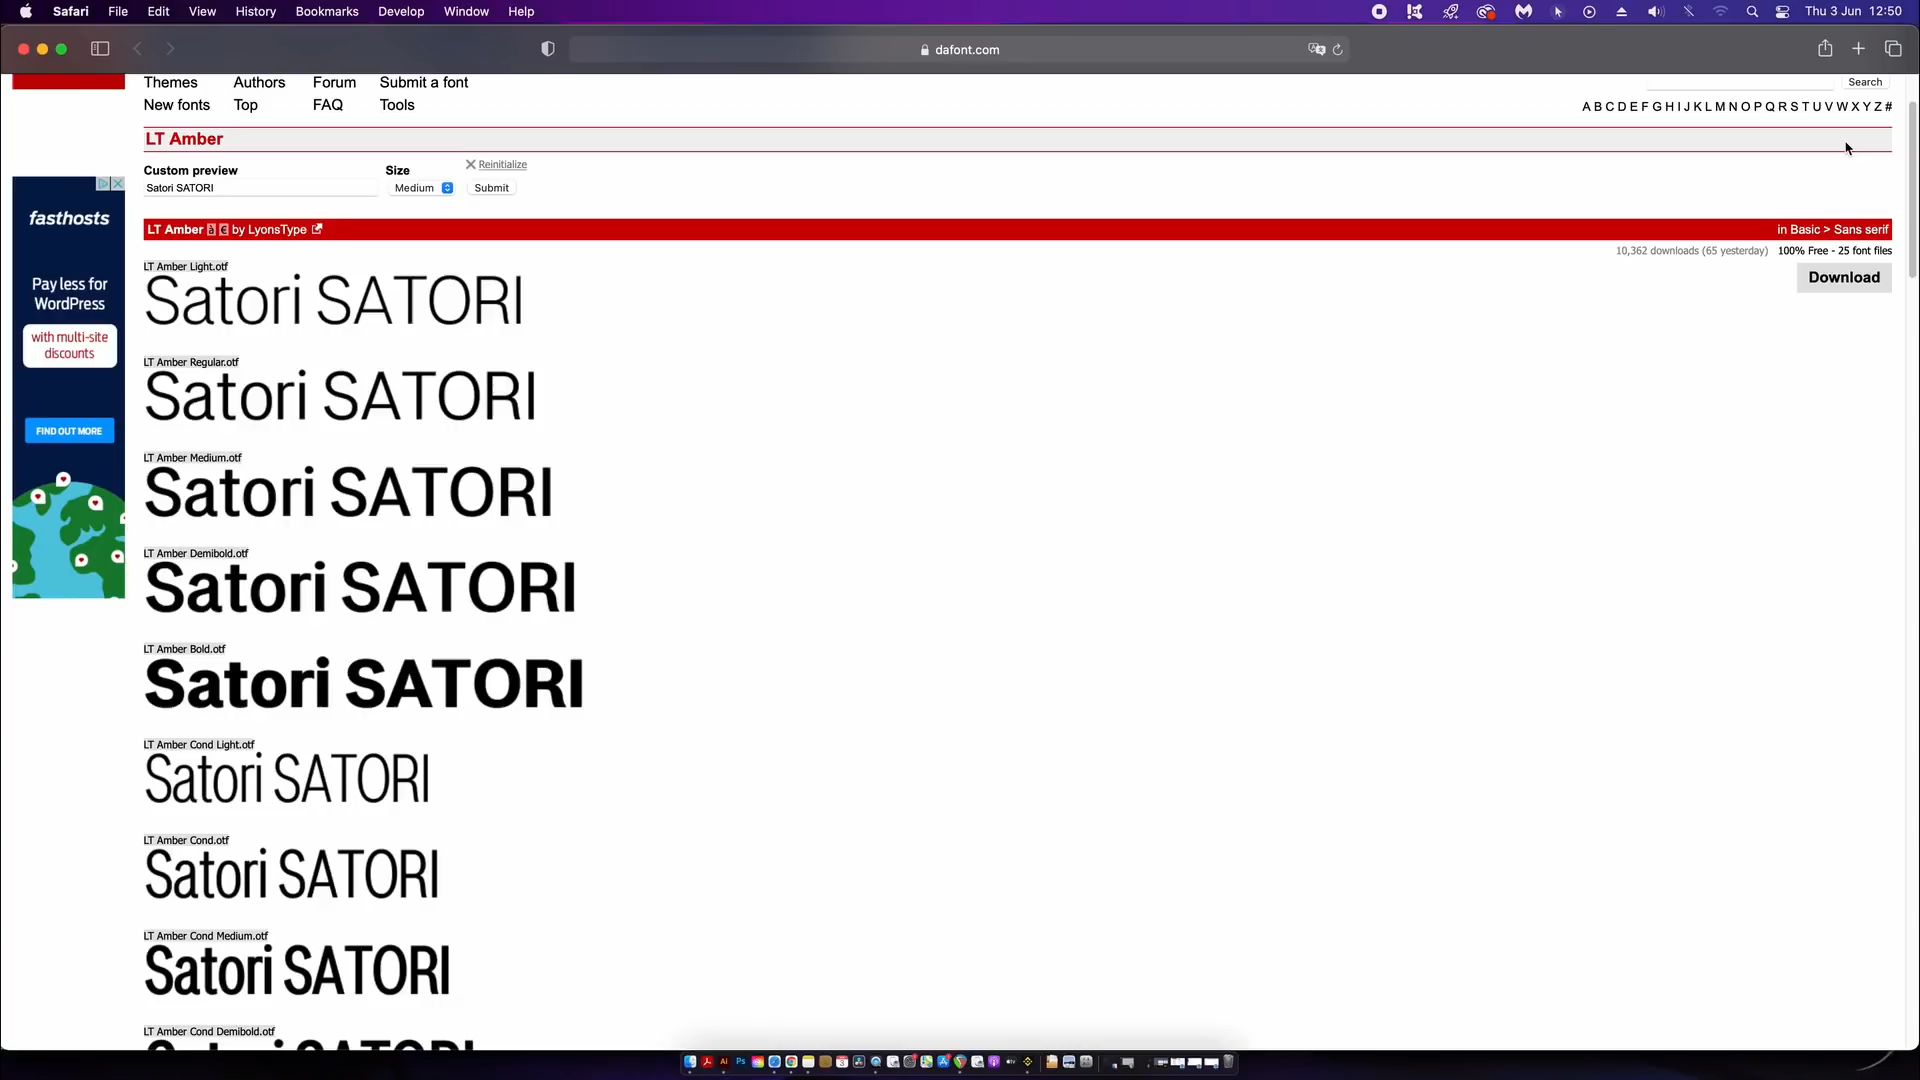 Safari File Edit View History Bookmarks Develop Window Help Thu 3 Jun 12:50
dafont.com
Themes Authors Forum Submit a font Search
New fonts Top FAQ Tools A B C D E F G H I J K L M N O P Q R S T U V W X Y Z #
LT Amber
Custom preview Size Reinitialize
Satori SATORI Medium Submit
LT Amber à € by LyonsType in Basic > Sans serif
10,362 downloads (65 yesterday) 100% Free - 25 font files
Download
fasthosts
Pay less for
WordPress
with multi-site
discounts
FIND OUT MORE
LT Amber Light.otf
Satori SATORI
LT Amber Regular.otf
Satori SATORI
LT Amber Medium.otf
Satori SATORI
LT Amber Demibold.otf
Satori SATORI
LT Amber Bold.otf
Satori SATORI
LT Amber Cond Light.otf
Satori SATORI
LT Amber Cond.otf
Satori SATORI
LT Amber Cond Medium.otf
Satori SATORI
LT Amber Cond Demibold.otf
Satori SATORI